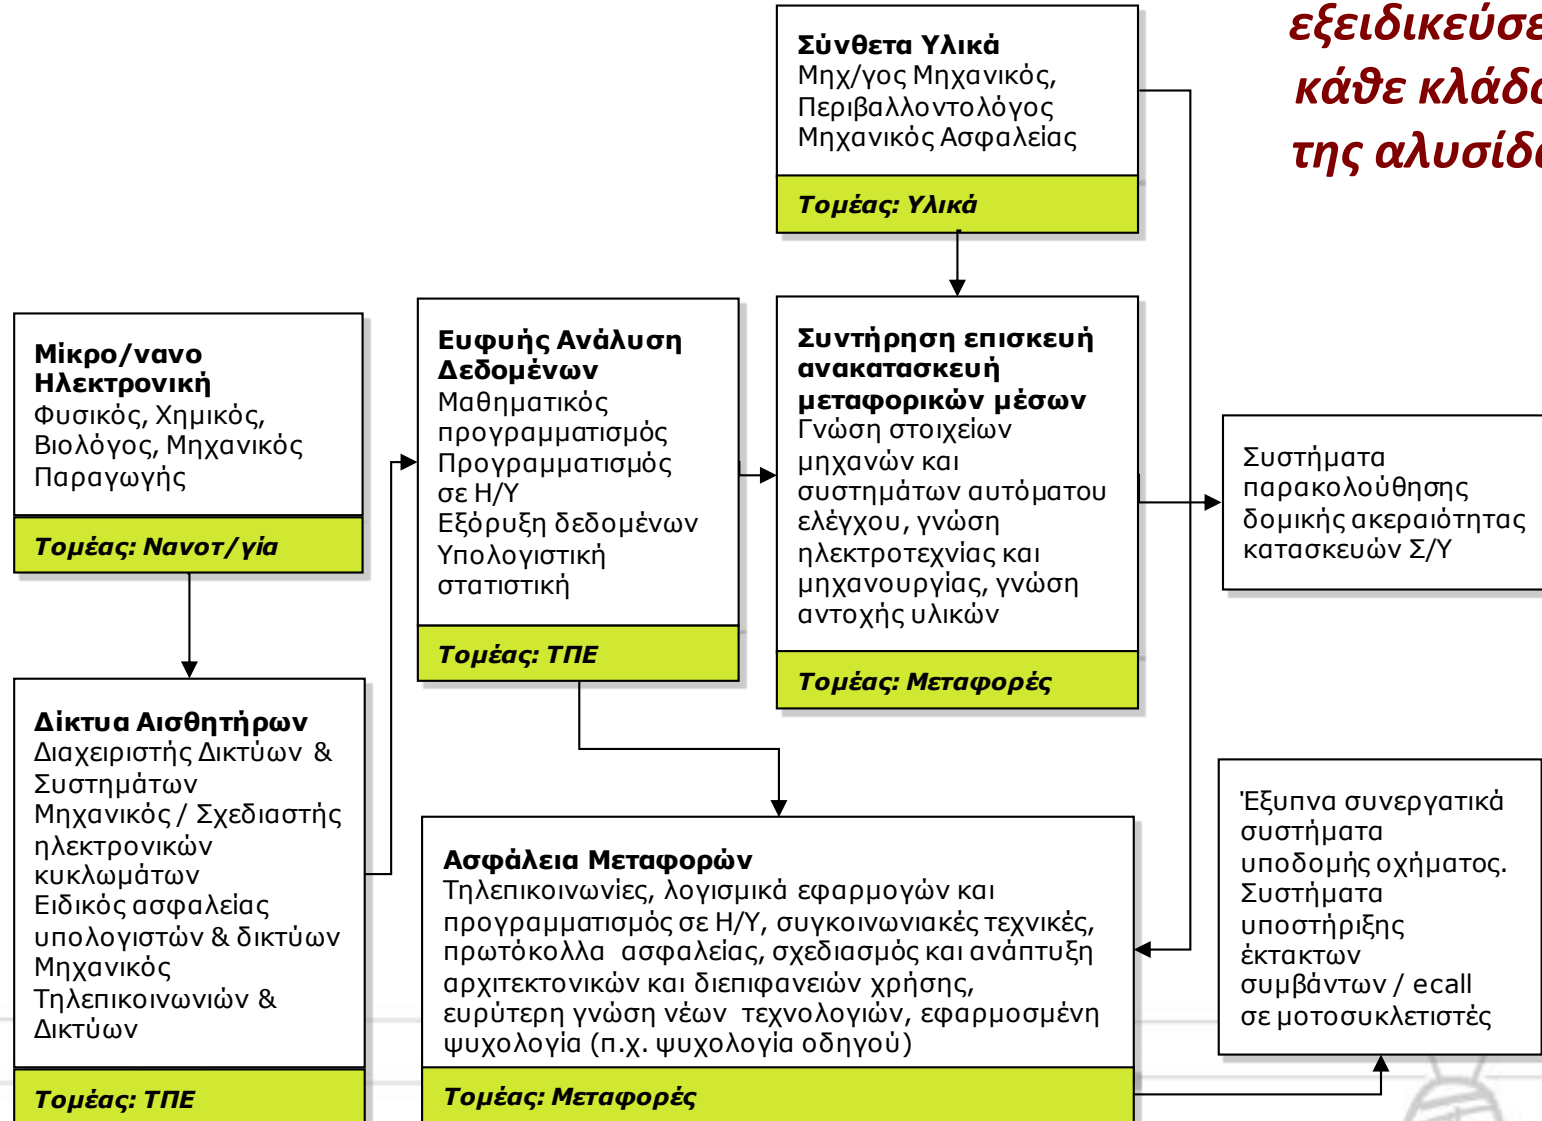 κάθε
της
Σύνθετα Υλικά
Μηχ/γος Μηχανικός,
Περιβαλλοντολόγος
Μηχανικός Ασφαλείας
Τομέας: Υλικά
Μίκρο/νανο
Ηλεκτρονική
Φυσικός, Χημικός,
Βιολόγος, Μηχανικός
Παραγωγής
Τομέας: Νανοτ/γία
Ευφυής Ανάλυση
Δεδομένων
Μαθηματικός
προγραμματισμός
Προγραμματισμός
σε Η/Υ
Εξόρυξη δεδομένων
Υπολογιστική
στατιστική
Τομέας: ΤΠΕ
Συντήρηση επισκευή
ανακατασκευή
μεταφορικών μέσων
Γνώση στοιχείων
μηχανών και
συστημάτων αυτόματου
ελέγχου, γνώση
ηλεκτροτεχνίας και
μηχανουργίας, γνώση
αντοχής υλικών
Τομέας: Μεταφορές
Συστήματα
παρακολούθησης
δομικής ακεραιότητας
κατασκευών Σ/Υ
Δίκτυα Αισθητήρων
Διαχειριστής Δικτύων &
Συστημάτων
Μηχανικός / Σχεδιαστής
ηλεκτρονικών
κυκλωμάτων
Ειδικός ασφαλείας
υπολογιστών & δικτύων
Μηχανικός
Τηλεπικοινωνιών &
Δικτύων
Τομέας: ΤΠΕ
Ασφάλεια Μεταφορών
Τηλεπικοινωνίες, λογισμικά εφαρμογών και
προγραμματισμός σε Η/Υ, συγκοινωνιακές τεχνικές,
πρωτόκολλα ασφαλείας, σχεδιασμός και ανάπτυξη
αρχιτεκτονικών και διεπιφανειών χρήσης,
ευρύτερη γνώση νέων τεχνολογιών, εφαρμοσμένη
ψυχολογία (π.χ. ψυχολογία οδηγού)
Τομέας: Μεταφορές
Έξυπνα συνεργατικά
συστήματα
υποδομής οχήματος.
Συστήματα
υποστήριξης
έκτακτων
συμβάντων / ecall
σε μοτοσυκλετιστές